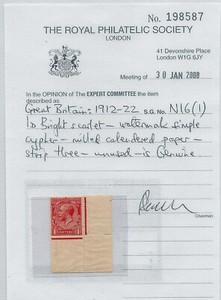 No. 198587
THE ROYAL PHILATELIC SOCIETY
LONDON
41 Devonshire Place
London W1G 6JY
Meeting of 30 JAN 2008
In the OPINION OF The EXPERT COMMITTEE the item
described as
Great Britain: 1912-22 S.G. No. N16(1)
1d Bright scarlet – watermark simple
cypher – milled calendered paper –
strip three – unused – is Genuine
Chairman